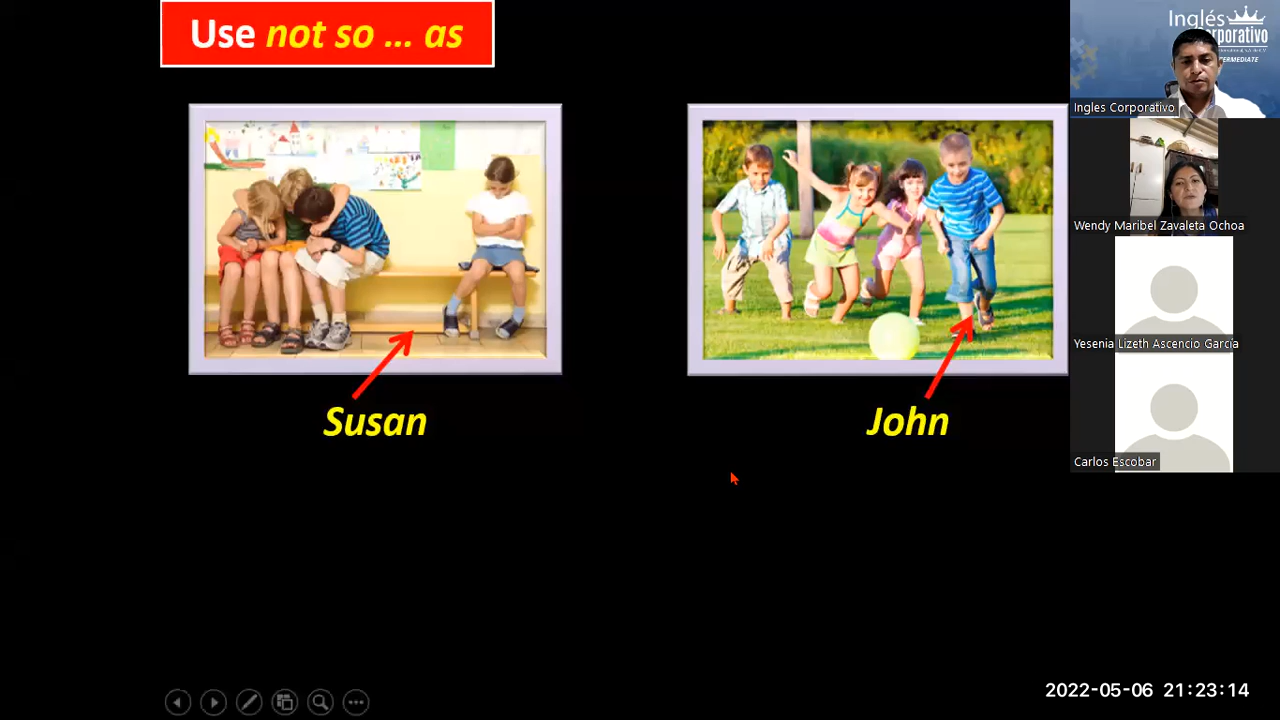 Use not so ... as
Susan
John
Inglés
Corporativo
Ingles Corporativo
Wendy Maribel Zavaleta Ochoa
Yesenia Lizeth Ascencio García
Carlos Escobar
2022-05-06 21:23:14